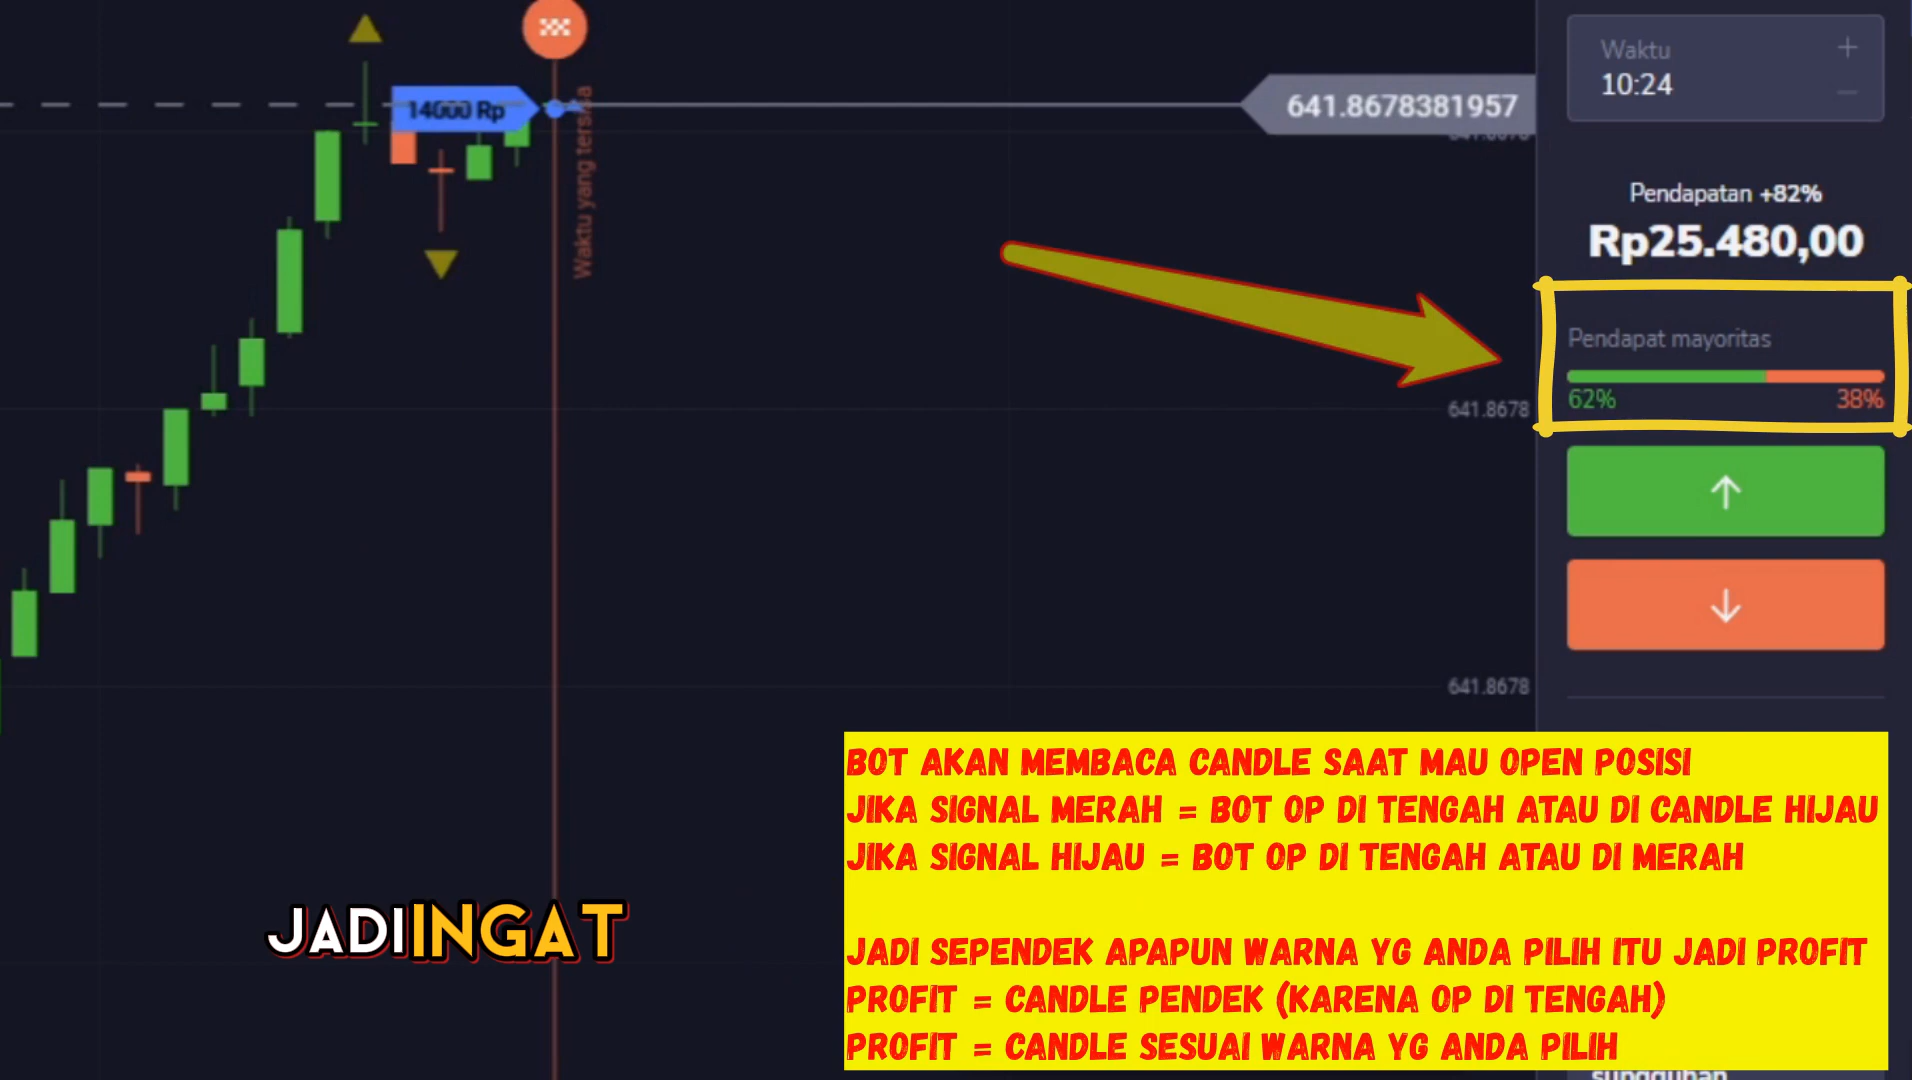 Waktu
10:24
14000 Rp
641.8678381957
Waktu yang tersisa
Pendapatan +82%
Rp25.480,00
Pendapat mayoritas
62%
38%
641.8678
641.8678
BOT AKAN MEMBACA CANDLE SAAT MAU OPEN POSISI
JIKA SIGNAL MERAH = BOT OP DI TENGAH ATAU DI CANDLE HIJAU
JIKA SIGNAL HIJAU = BOT OP DI TENGAH ATAU DI MERAH
JADI INGAT
JADI SEPENDEK APAPUN WARNA YG ANDA PILIH ITU JADI PROFIT
PROFIT = CANDLE PENDEK (KARENA OP DI TENGAH)
PROFIT = CANDLE SESUAI WARNA YG ANDA PILIH